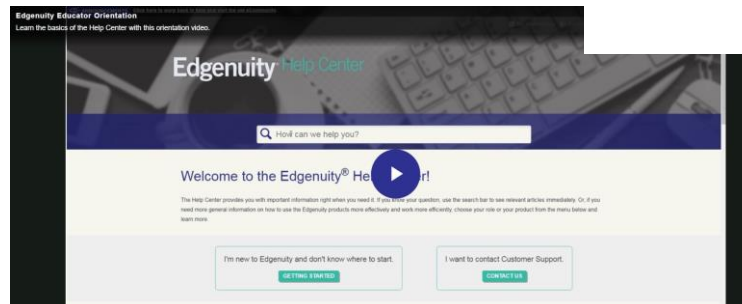 Edgenuity Educator Orientation
Learn the basics of the Help Center with this orientation video.
Edgenuity Help Center
How can we help you?
Welcome to the Edgenuity® He r!
The Help Center provides you with important information right when you need it. If you know your question, use the search bar to see relevant articles immediately. Or, if you
need more general information on how to use the Edgenuity products more effectively and work more efficiently, choose your role or your product from the menu below and
learn more.
I'm new to Edgenuity and don't know where to start.
I want to contact Customer Support.
GETTING STARTED
CONTACT US